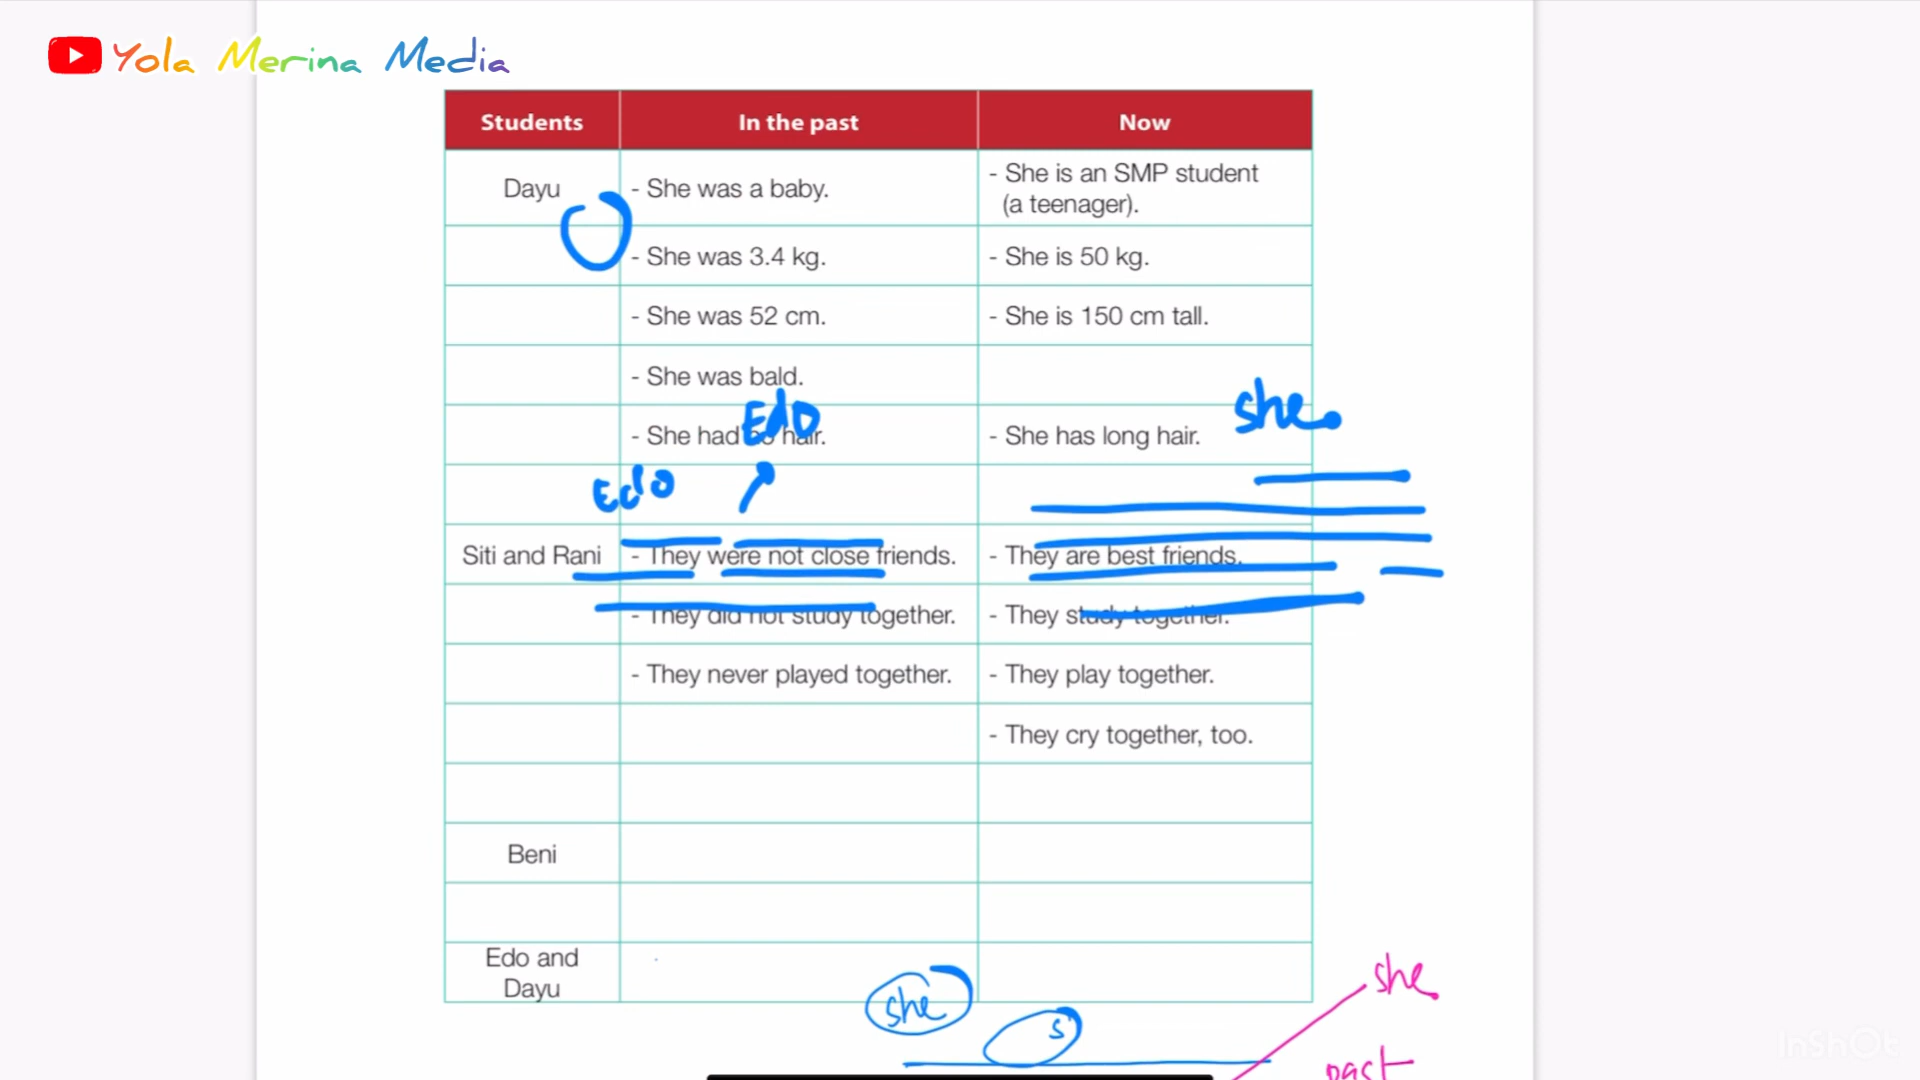 Yola Merina Media
Students In the past Now
Dayu - She was a baby. - She is an SMP student
(a teenager).
- She was 3.4 kg. - She is 50 kg.
- She was 52 cm. - She is 150 cm tall.
- She was bald.
Edo she
- She had no hair. - She has long hair.
Edo
Siti and Rani - They were not close friends. - They are best friends.
- They did not study together. - They study together.
- They never played together. - They play together.
- They cry together, too.
Beni
Edo and
Dayu
she
she
s
past
InShOt